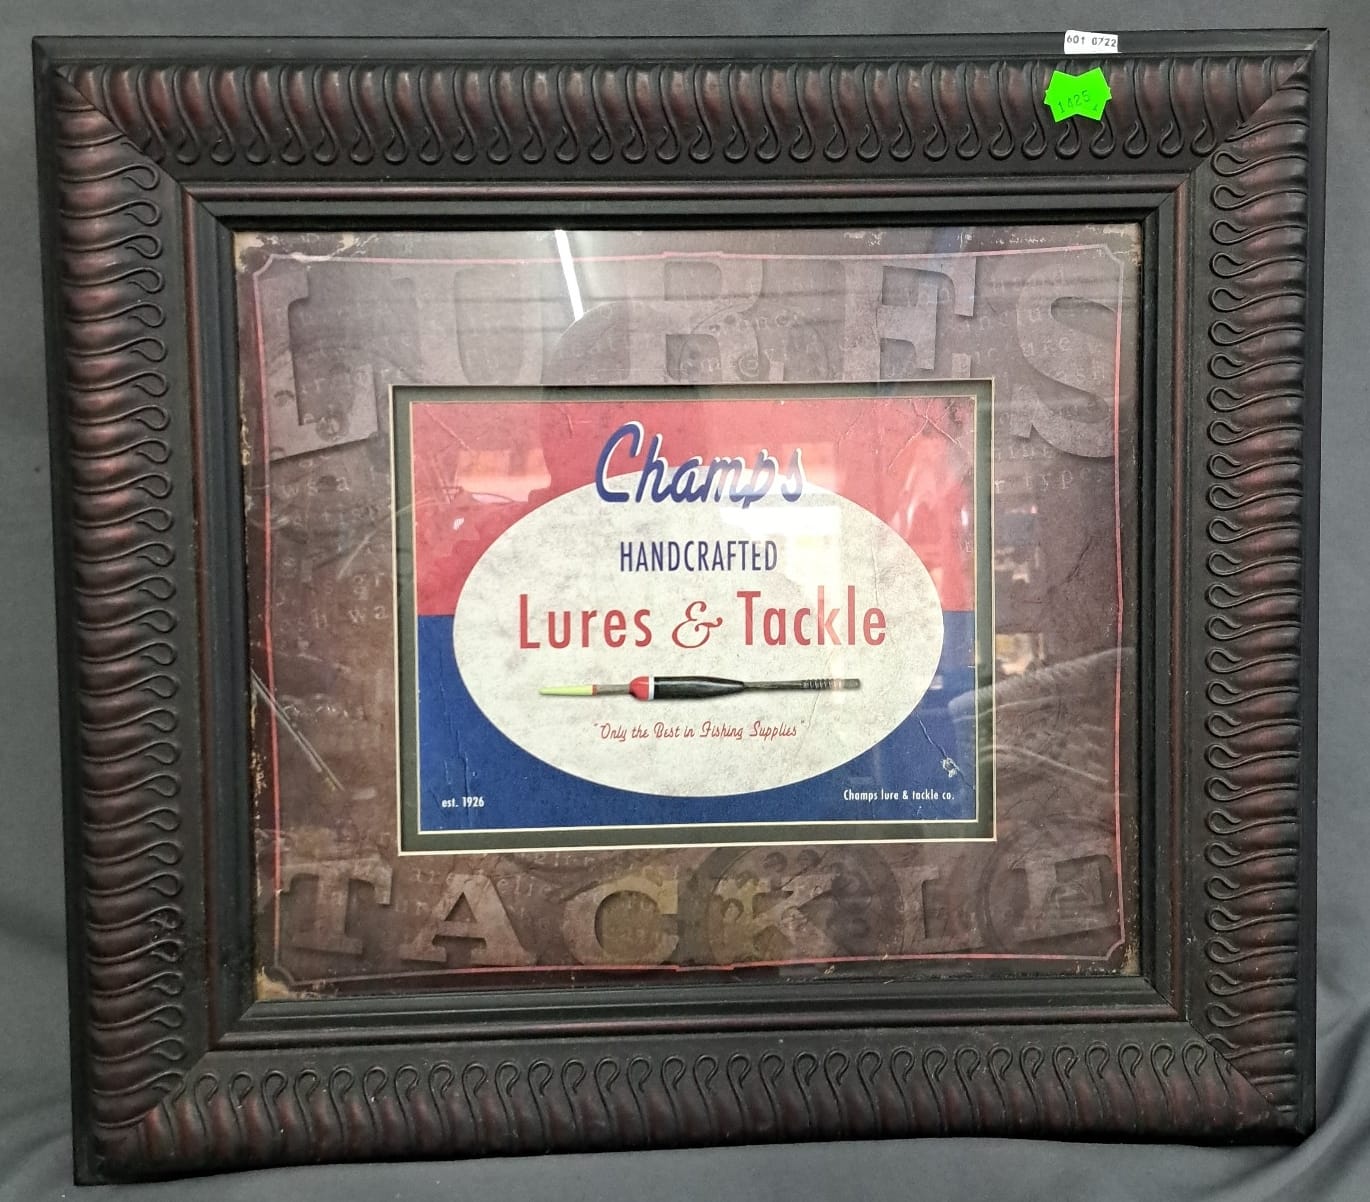 601 0722
1425
LURES
Champs
HANDCRAFTED
Lures & Tackle
"Only the Best in Fishing Supplies"
est. 1926
Champs lure & tackle co.
TACKLE